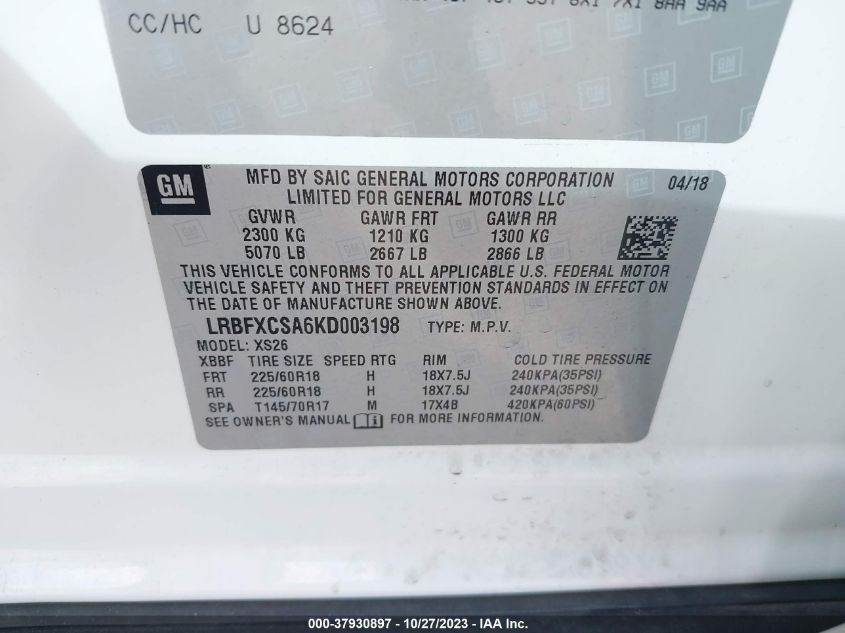 8X1 7X1 8AA 9AA
CC/HC U 8624
GM
MFD BY SAIC GENERAL MOTORS CORPORATION 04/18
LIMITED FOR GENERAL MOTORS LLC
GVWR GAWR FRT GAWR RR
2300 KG 1210 KG 1300 KG
5070 LB 2667 LB 2866 LB
THIS VEHICLE CONFORMS TO ALL APPLICABLE U.S. FEDERAL MOTOR
VEHICLE SAFETY AND THEFT PREVENTION STANDARDS IN EFFECT ON
THE DATE OF MANUFACTURE SHOWN ABOVE.
LRBFXCSA6KD003198 TYPE: M.P.V.
MODEL: XS26
XBBF TIRE SIZE SPEED RTG RIM COLD TIRE PRESSURE
FRT 225/60R18 H 18X7.5J 240KPA(35PSI)
RR 225/60R18 H 18X7.5J 240KPA(35PSI)
SPA T145/70R17 M 17X4B 420KPA(60PSI)
SEE OWNER'S MANUAL FOR MORE INFORMATION.
000-37930897 - 10/27/2023 - IAA Inc.